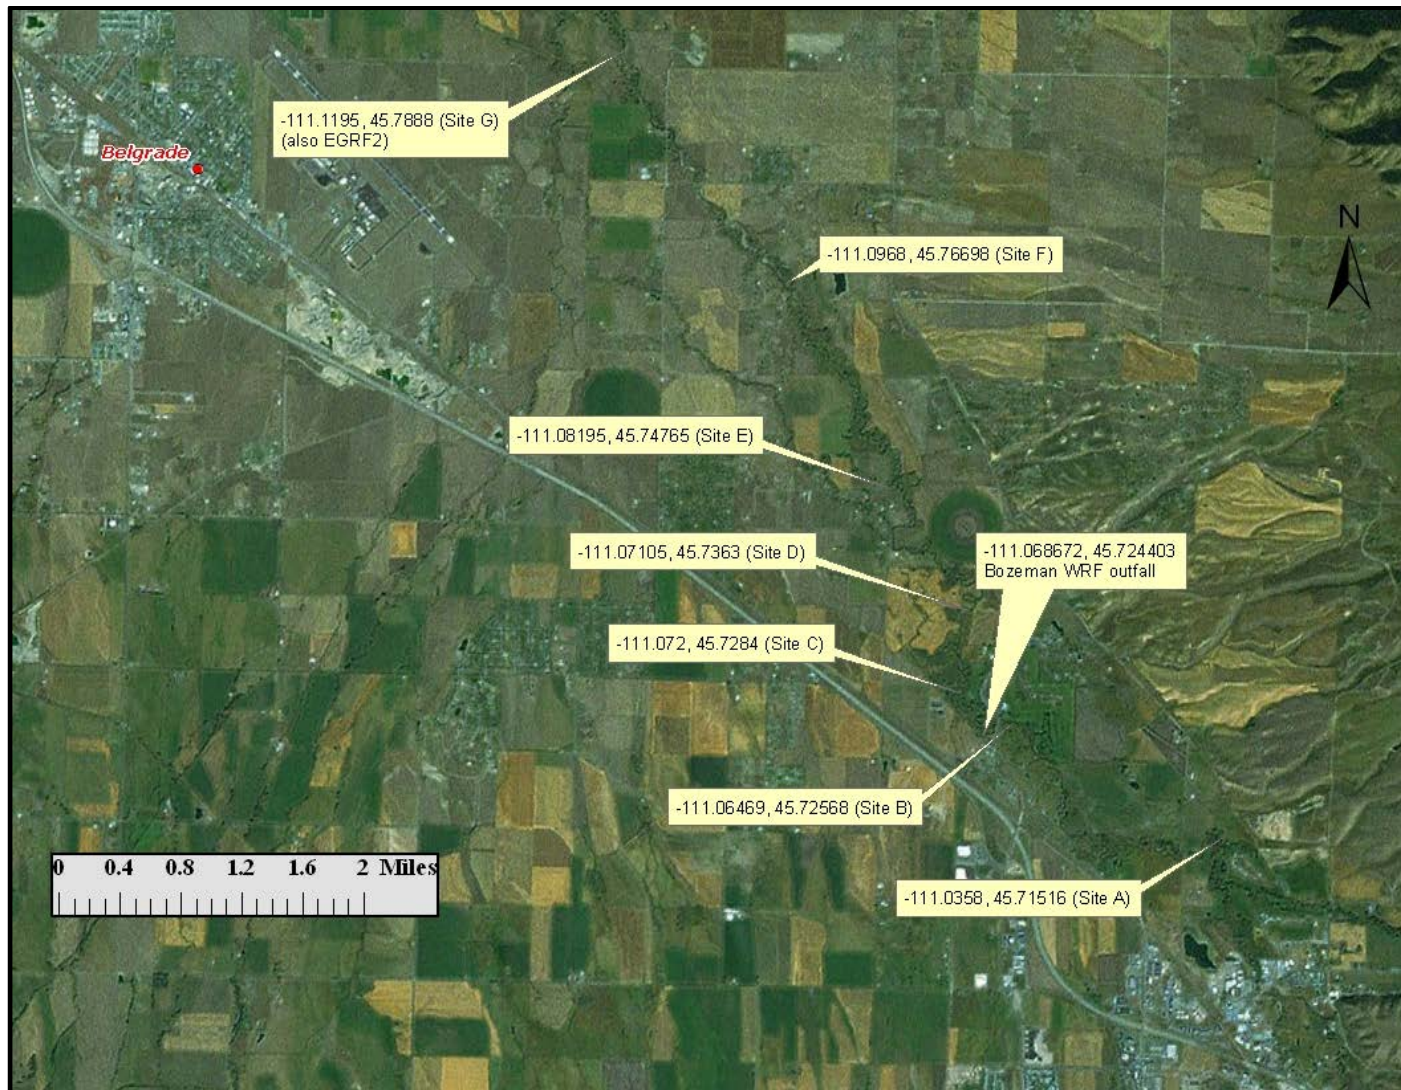 -111.1195, 45.7888 (Site G)
(also EGRF2)
Belgrade
N
-111.0968, 45.76698 (Site F)
-111.08195, 45.74765 (Site E)
-111.07105, 45.7363 (Site D)
-111.068672, 45.724403
Bozeman WRF outfall
-111.072, 45.7284 (Site C)
-111.06469, 45.72568 (Site B)
0 0.4 0.8 1.2 1.6 2 Miles
-111.0358, 45.71516 (Site A)